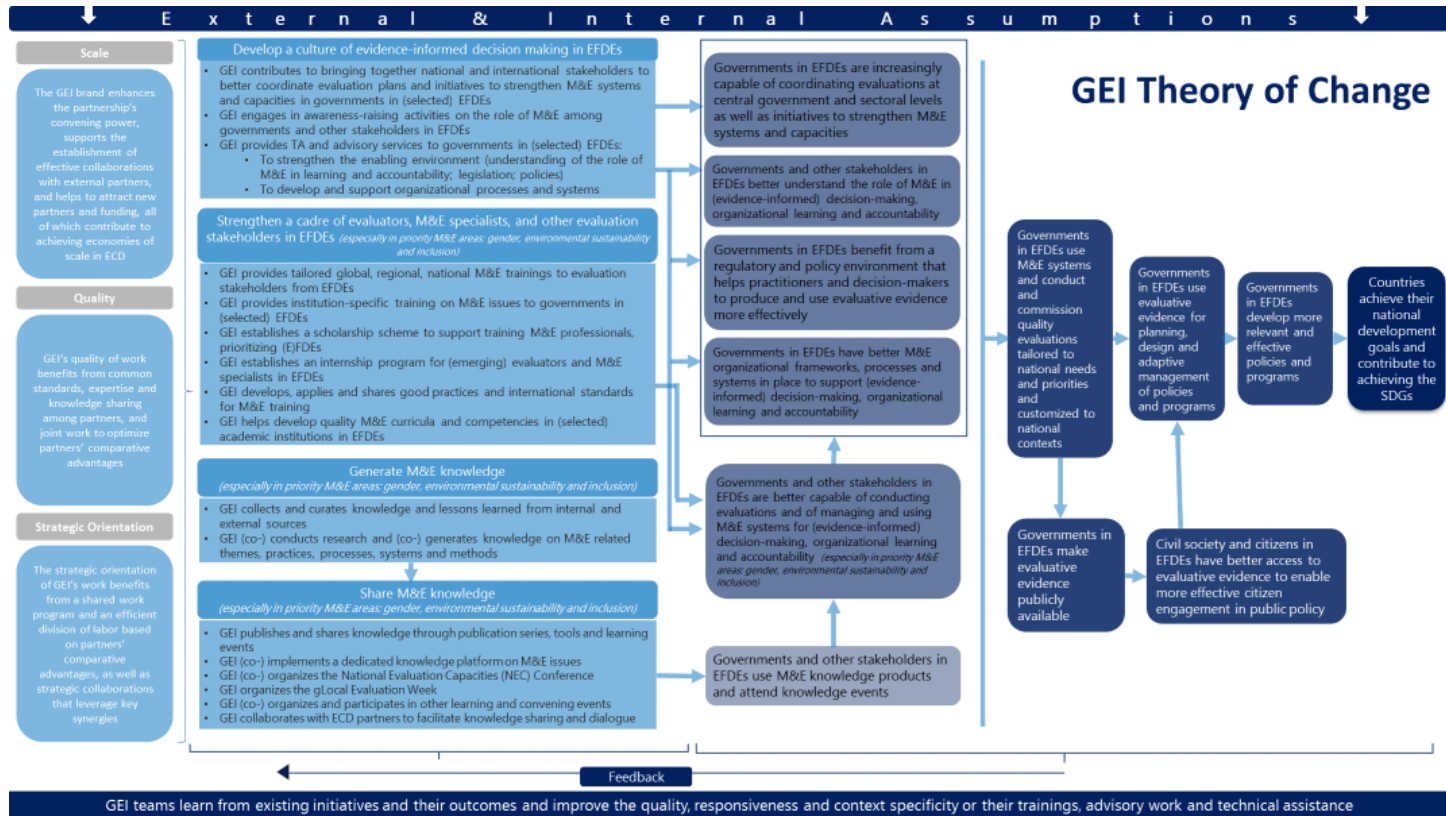 External & Internal Assumptions
GEI Theory of Change
Scale
The GEI brand enhances
the partnership's
convening power,
supports the
establishment of
effective collaborations
with external partners,
and helps to attract new
partners and funding, all
of which contribute to
achieving economies of
scale in ECD
Quality
GEI's quality of work
benefits from common
standards, expertise and
knowledge sharing
among partners, and
joint work to optimize
partners' comparative
advantages
Strategic Orientation
The strategic orientation
of GEI's work benefits
from a shared work
program and an efficient
division of labor based
on partners'
comparative
advantages, as well as
strategic collaborations
that leverage key
synergies
Develop a culture of evidence-informed decision making in EFDEs
• GEI contributes to bringing together national and international stakeholders to
better coordinate evaluation plans and initiatives to strengthen M&E systems
and capacities in governments in (selected) EFDEs
• GEI engages in awareness-raising activities on the role of M&E among
governments and other stakeholders in EFDEs
• GEI provides TA and advisory services to governments in (selected) EFDEs:
• To strengthen the enabling environment (understanding of the role of
M&E in learning and accountability; legislation; policies)
• To develop and support organizational processes and systems
Strengthen a cadre of evaluators, M&E specialists, and other evaluation
stakeholders in EFDEs (especially in priority M&E areas: gender, environmental sustainability
and inclusion)
• GEI provides tailored global, regional, national M&E trainings to evaluation
stakeholders from EFDEs
• GEI provides institution-specific training on M&E issues to governments in
(selected) EFDEs
• GEI establishes a scholarship scheme to support training M&E professionals,
prioritizing (E)FDEs
• GEI establishes an internship program for (emerging) evaluators and M&E
specialists in EFDEs
• GEI develops, applies and shares good practices and international standards
for M&E training
• GEI helps develop quality M&E curricula and competencies in (selected)
academic institutions in EFDEs
Generate M&E knowledge
(especially in priority M&E areas: gender, environmental sustainability and inclusion)
• GEI collects and curates knowledge and lessons learned from internal and
external sources
• GEI (co-) conducts research and (co-) generates knowledge on M&E related
themes, practices, processes, systems and methods
Share M&E knowledge
(especially in priority M&E areas: gender, environmental sustainability and inclusion)
• GEI publishes and shares knowledge through publication series, tools and learning
events
• GEI (co-) implements a dedicated knowledge platform on M&E issues
• GEI (co-) organizes the National Evaluation Capacities (NEC) Conference
• GEI organizes the gLocal Evaluation Week
• GEI (co-) organizes and participates in other learning and convening events
• GEI collaborates with ECD partners to facilitate knowledge sharing and dialogue
Governments in EFDEs are increasingly
capable of coordinating evaluations at
central government and sectoral levels
as well as initiatives to strengthen M&E
systems and capacities
Governments and other stakeholders in
EFDEs better understand the role of M&E in
(evidence-informed) decision-making,
organizational learning and accountability
Governments in EFDEs benefit from a
regulatory and policy environment that
helps practitioners and decision-makers
to produce and use evaluative evidence
more effectively
Governments in EFDEs have better M&E
organizational frameworks, processes and
systems in place to support (evidence-
informed) decision-making, organizational
learning and accountability
Governments and other stakeholders in
EFDEs are better capable of conducting
evaluations and of managing and using
M&E systems for (evidence-informed)
decision-making, organizational learning
and accountability (especially in priority M&E
areas: gender, environmental sustainability and
inclusion)
Governments and other stakeholders in
EFDEs use M&E knowledge products
and attend knowledge events
Governments
in EFDEs use
M&E systems
and conduct
and
commission
quality
evaluations
tailored to
national needs
and priorities
and
customized to
national
contexts
Governments
in EFDEs use
evaluative
evidence for
planning,
design and
adaptive
management
of policies
and programs
Governments
in EFDEs
develop more
relevant and
effective
policies and
programs
Countries
achieve their
national
development
goals and
contribute to
achieving the
SDGs
Governments in
EFDEs make
evaluative
evidence
publicly
available
Civil society and citizens in
EFDEs have better access to
evaluative evidence to enable
more effective citizen
engagement in public policy
Feedback
GEI teams learn from existing initiatives and their outcomes and improve the quality, responsiveness and context specificity or their trainings, advisory work and technical assistance